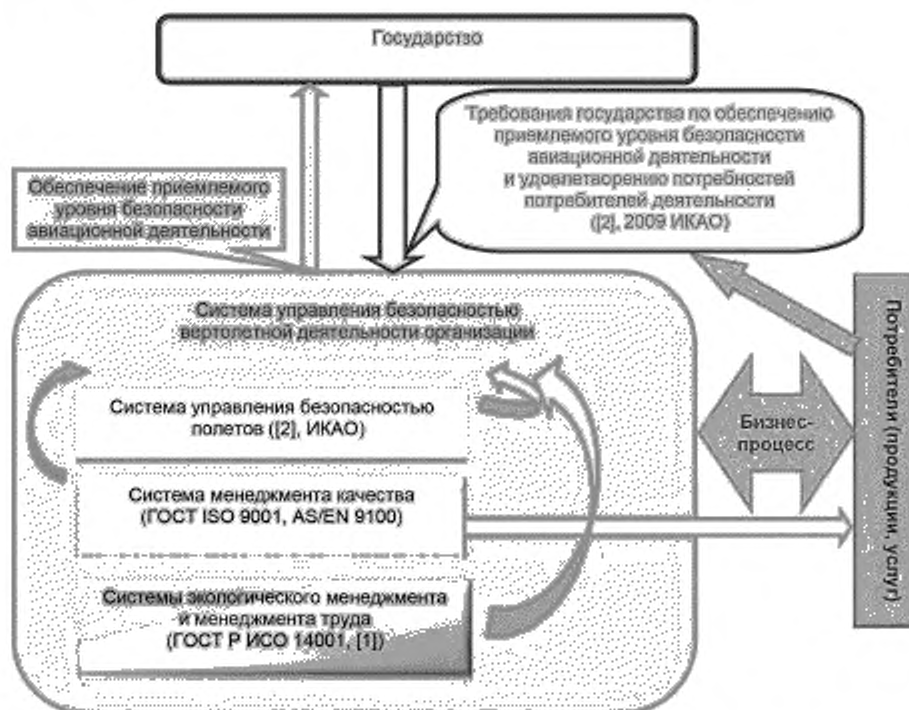 Государство
Требования государства по обеспечению
приемлемого уровня безопасности
авиационной деятельности
и удовлетворению потребностей
потребителей деятельности
([2], 2009 ИКАО)
Обеспечение приемлемого
уровня безопасности
авиационной деятельности
Система управления безопасностью
вертолетной деятельности организации
Система управления безопасностью
полетов ([2], ИКАО)
Система менеджмента качества
(ГОСТ ISO 9001, AS/EN 9100)
Системы экологического менеджмента
и менеджмента труда
(ГОСТ Р ИСО 14001, [1])
Бизнес-
процесс
Потребители (продукции, услуг)